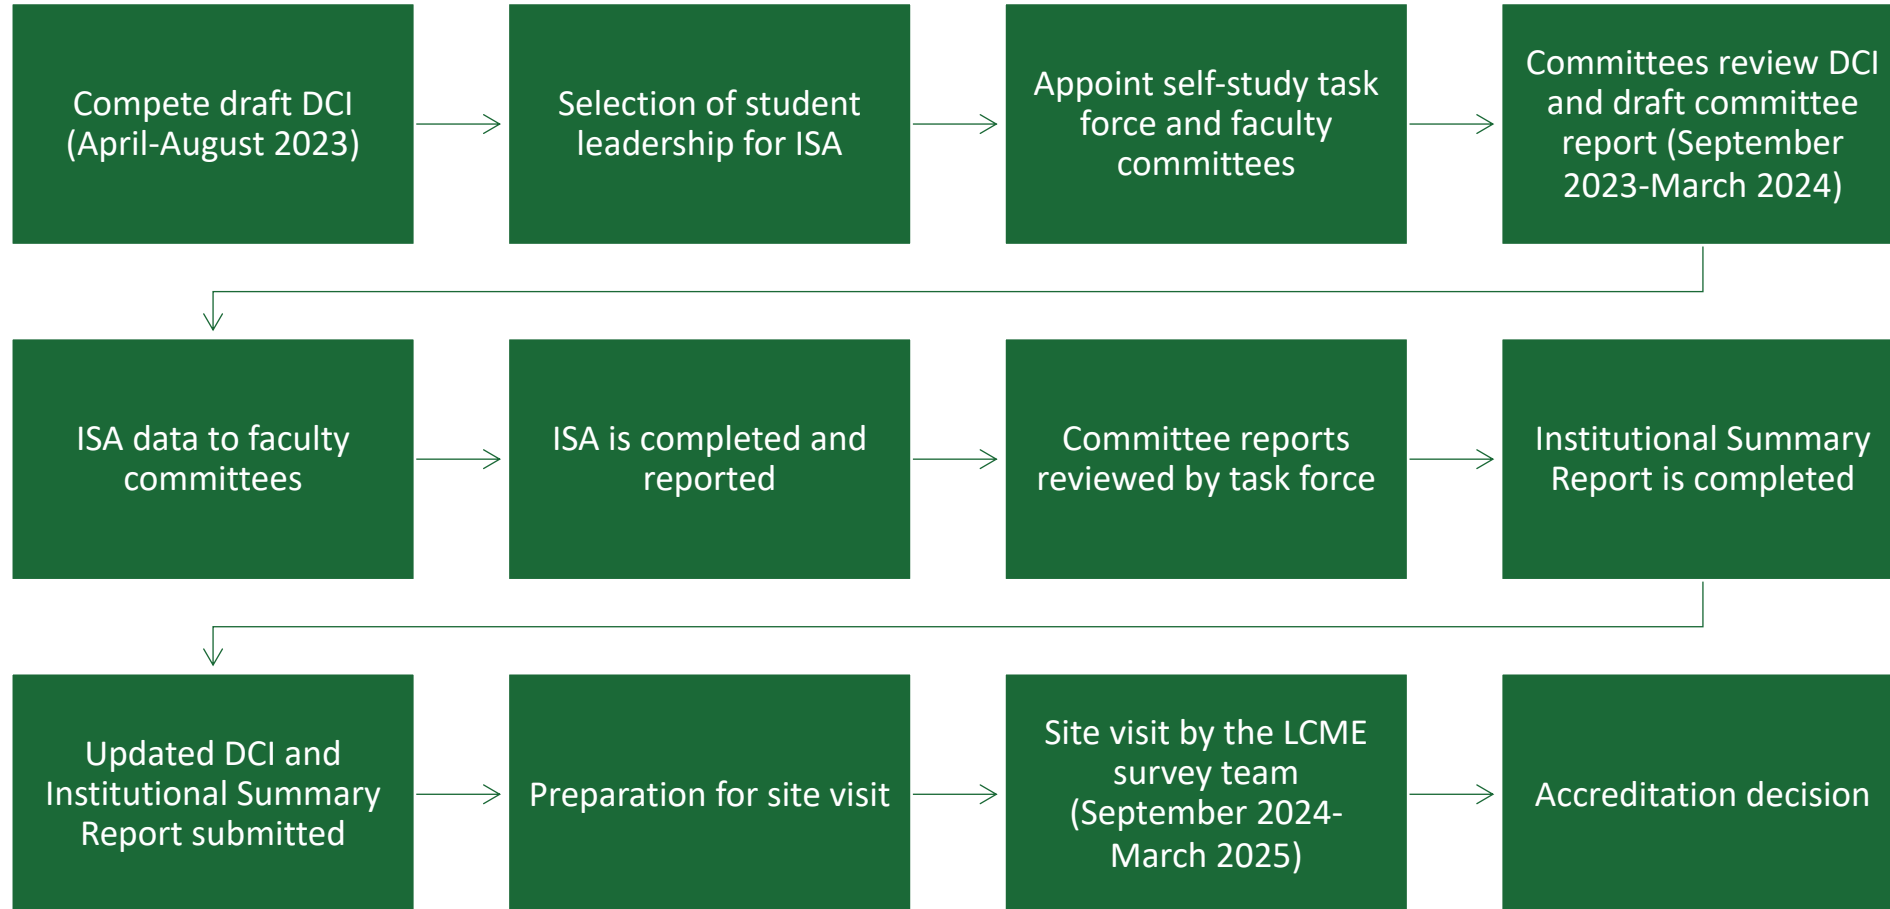 Compete draft DCI
(April-August 2023)
Selection of student
leadership for ISA
Appoint self-study task
force and faculty
committees
Committees review DCI
and draft committee
report (September
2023-March 2024)
ISA data to faculty
committees
ISA is completed and
reported
Committee reports
reviewed by task force
Institutional Summary
Report is completed
Updated DCI and
Institutional Summary
Report submitted
Preparation for site visit
Site visit by the LCME
survey team
(September 2024-
March 2025)
Accreditation decision